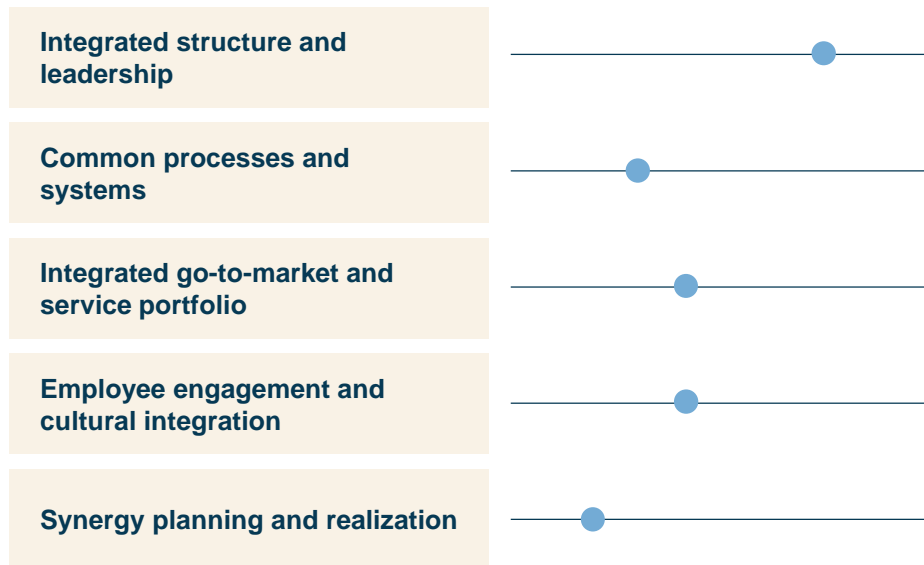 Integrated structure and
leadership
Common processes and
systems
Integrated go-to-market and
service portfolio
Employee engagement and
cultural integration
Synergy planning and realization